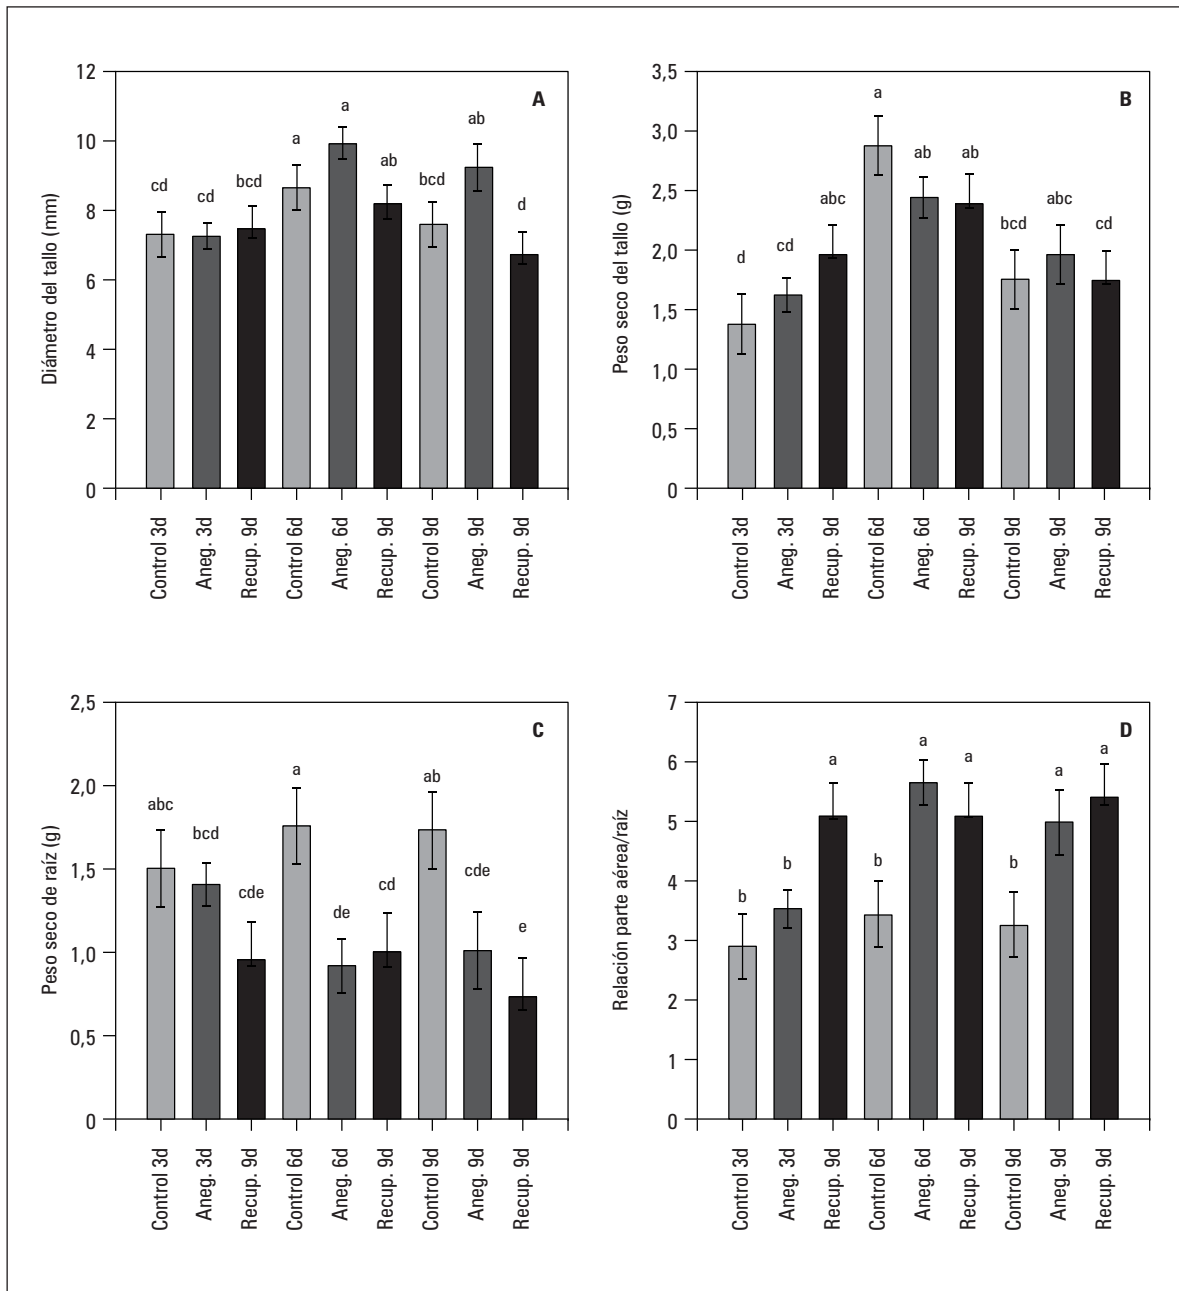 A
Diámetro del tallo (mm)
12
10
8
6
4
2
0
cd
cd
bcd
a
a
ab
bcd
ab
d
Control 3d
Aneg. 3d
Recup. 9d
Control 6d
Aneg. 6d
Recup. 9d
Control 9d
Aneg. 9d
Recup. 9d
B
Peso seco del tallo (g)
3,5
3,0
2,5
2,0
1,5
1,0
0,5
0
d
cd
abc
a
ab
ab
bcd
abc
cd
Control 3d
Aneg. 3d
Recup. 9d
Control 6d
Aneg. 6d
Recup. 9d
Control 9d
Aneg. 9d
Recup. 9d
C
Peso seco de raíz (g)
2,5
2,0
1,5
1,0
0,5
0
abc
bcd
cde
a
de
cd
ab
cde
e
Control 3d
Aneg. 3d
Recup. 9d
Control 6d
Aneg. 6d
Recup. 9d
Control 9d
Aneg. 9d
Recup. 9d
D
Relación parte aérea/raíz
7
6
5
4
3
2
1
0
b
b
a
b
a
a
b
a
a
Control 3d
Aneg. 3d
Recup. 9d
Control 6d
Aneg. 6d
Recup. 9d
Control 9d
Aneg. 9d
Recup. 9d